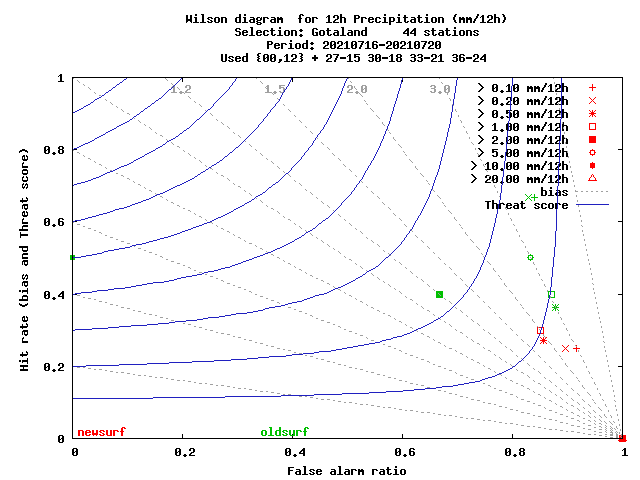 Wilson diagram  for 12h Precipitation (mm/12h)
Selection: Gotaland     44 stations
Period: 20210716-20210720
Used {00,12} + 27-15 30-18 33-21 36-24
1
1.2 1.5 2.0 3.0
> 0.10 mm/12h
> 0.20 mm/12h
> 0.50 mm/12h
> 1.00 mm/12h
> 2.00 mm/12h
> 5.00 mm/12h
> 10.00 mm/12h
> 20.00 mm/12h
bias
Threat score
0.8
0.6
0.4
0.2
0
Hit rate (bias and Threat score)
newsurf oldsurf
0 0.2 0.4 0.6 0.8 1
False alarm ratio